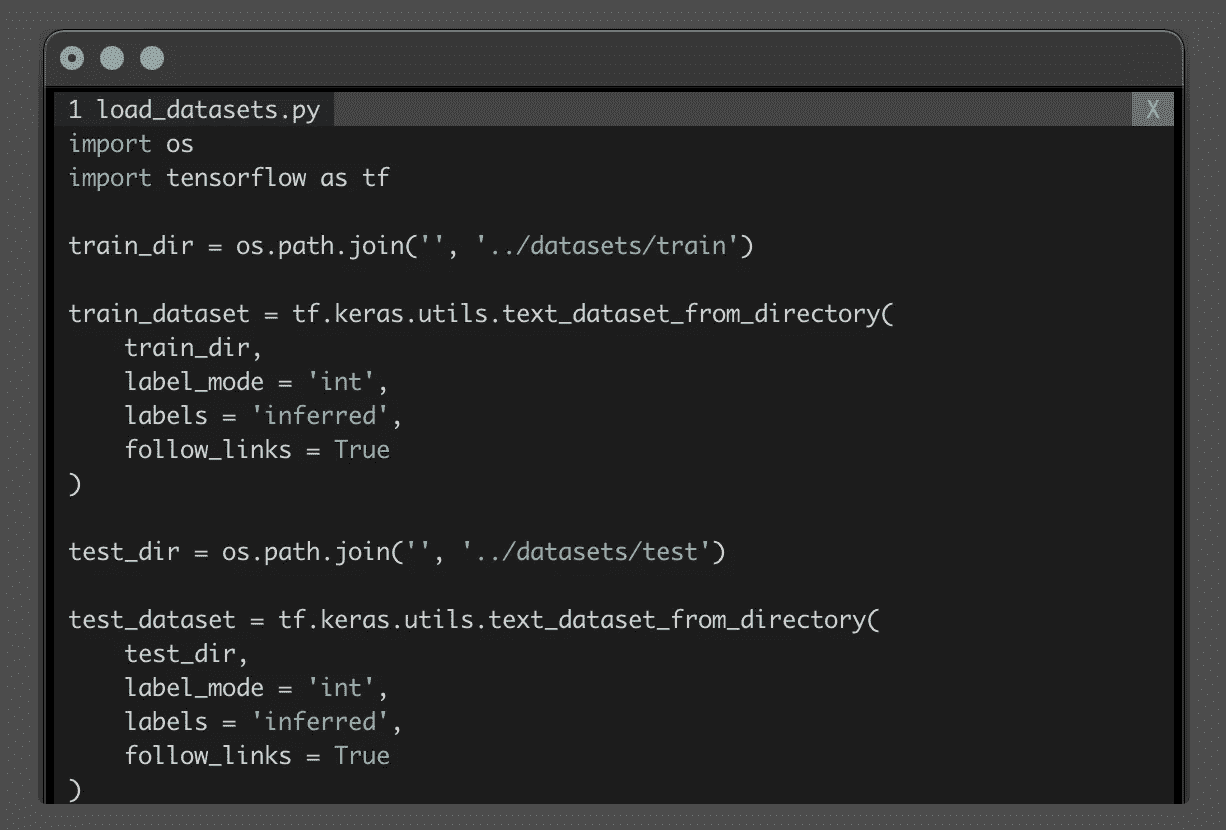 1 load_datasets.py X
import os
import tensorflow as tf
train_dir = os.path.join('', '../datasets/train')
train_dataset = tf.keras.utils.text_dataset_from_directory(
    train_dir,
    label_mode = 'int',
    labels = 'inferred',
    follow_links = True
)
test_dir = os.path.join('', '../datasets/test')
test_dataset = tf.keras.utils.text_dataset_from_directory(
    test_dir,
    label_mode = 'int',
    labels = 'inferred',
    follow_links = True
)